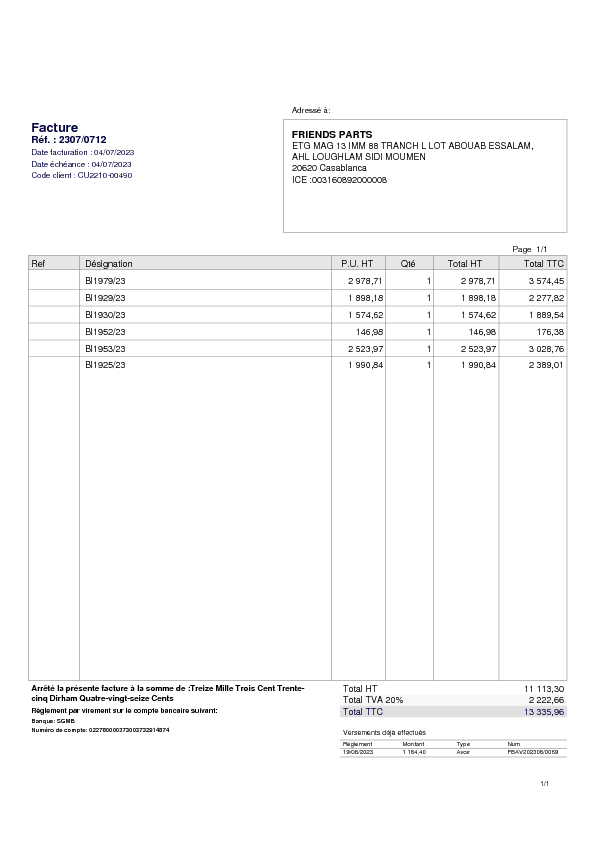 Adressé à:
Facture
Réf. : 2307/0712
Date facturation : 04/07/2023
Date échéance : 04/07/2023
Code client : CU2210-00490
FRIENDS PARTS
ETG MAG 13 IMM 88 TRANCH L LOT ABOUAB ESSALAM,
AHL LOUGHLAM SIDI MOUMEN
20620 Casablanca
ICE :003160892000008
Page 1/1
Ref Désignation P.U. HT Qté Total HT Total TTC
Bl1979/23 2 978,71 1 2 978,71 3 574,45
Bl1929/23 1 898,18 1 1 898,18 2 277,82
Bl1930/23 1 574,62 1 1 574,62 1 889,54
Bl1952/23 146,98 1 146,98 176,38
Bl1953/23 2 523,97 1 2 523,97 3 028,76
Bl1925/23 1 990,84 1 1 990,84 2 389,01
Arrêté la présente facture à la somme de :Treize Mille Trois Cent Trente-
cinq Dirham Quatre-vingt-seize Cents
Règlement par virement sur le compte bancaire suivant:
Banque: SGMB
Numéro de compte: 022780000373003732914874
Total HT 11 113,30
Total TVA 20% 2 222,66
Total TTC 13 335,96
Versements déjà effectués
Règlement Montant Type Num
19/08/2023 1 164,40 Avoir FBAV202308/0069
1/1